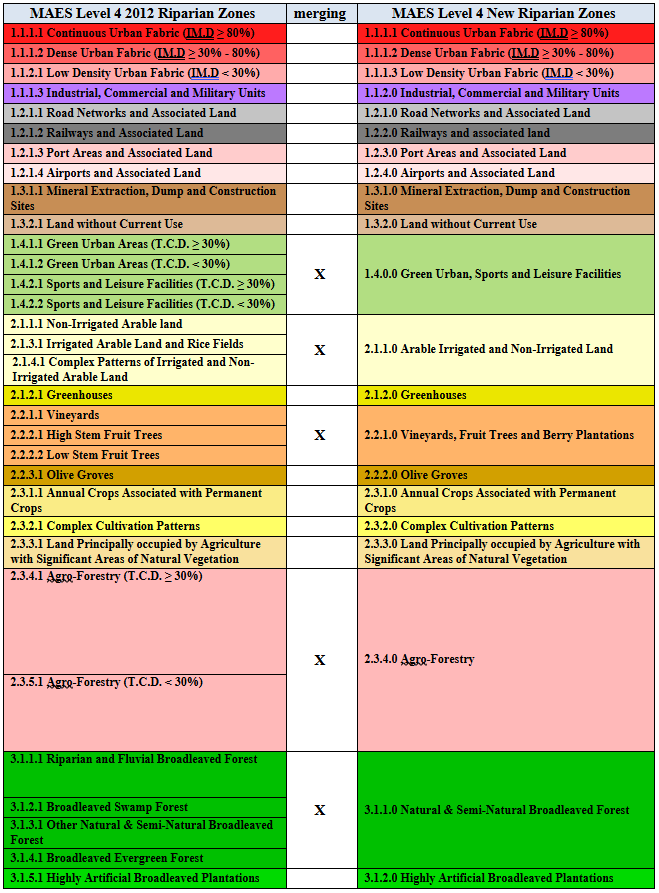 MAES Level 4 2012 Riparian Zones merging MAES Level 4 New Riparian Zones
1.1.1.1 Continuous Urban Fabric (IM.D ≥ 80%) 1.1.1.1 Continuous Urban Fabric (IM.D ≥ 80%)
1.1.1.2 Dense Urban Fabric (IM.D ≥ 30% - 80%) 1.1.1.2 Dense Urban Fabric (IM.D ≥ 30% - 80%)
1.1.2.1 Low Density Urban Fabric (IM.D < 30%) 1.1.1.3 Low Density Urban Fabric (IM.D < 30%)
1.1.1.3 Industrial, Commercial and Military Units 1.1.2.0 Industrial, Commercial and Military Units
1.2.1.1 Road Networks and Associated Land 1.2.1.0 Road Networks and Associated Land
1.2.1.2 Railways and Associated Land 1.2.2.0 Railways and associated land
1.2.1.3 Port Areas and Associated Land 1.2.3.0 Port Areas and Associated Land
1.2.1.4 Airports and Associated Land 1.2.4.0 Airports and Associated Land
1.3.1.1 Mineral Extraction, Dump and Construction 1.3.1.0 Mineral Extraction, Dump and Construction
Sites Sites
1.3.2.1 Land without Current Use 1.3.2.0 Land without Current Use
1.4.1.1 Green Urban Areas (T.C.D. ≥ 30%)
1.4.1.2 Green Urban Areas (T.C.D. < 30%)
X 1.4.0.0 Green Urban, Sports and Leisure Facilities
1.4.2.1 Sports and Leisure Facilities (T.C.D. ≥ 30%)
1.4.2.2 Sports and Leisure Facilities (T.C.D. < 30%)
2.1.1.1 Non-Irrigated Arable land
2.1.3.1 Irrigated Arable Land and Rice Fields
X 2.1.1.0 Arable Irrigated and Non-Irrigated Land
2.1.4.1 Complex Patterns of Irrigated and Non-
Irrigated Arable Land
2.1.2.1 Greenhouses 2.1.2.0 Greenhouses
2.2.1.1 Vineyards
2.2.2.1 High Stem Fruit Trees X 2.2.1.0 Vineyards, Fruit Trees and Berry Plantations
2.2.2.2 Low Stem Fruit Trees
2.2.3.1 Olive Groves 2.2.2.0 Olive Groves
2.3.1.1 Annual Crops Associated with Permanent 2.3.1.0 Annual Crops Associated with Permanent
Crops Crops
2.3.2.1 Complex Cultivation Patterns 2.3.2.0 Complex Cultivation Patterns
2.3.3.1 Land Principally occupied by Agriculture 2.3.3.0 Land Principally occupied by Agriculture with
with Significant Areas of Natural Vegetation Significant Areas of Natural Vegetation
2.3.4.1 Agro-Forestry (T.C.D. ≥ 30%)
X 2.3.4.0 Agro-Forestry
2.3.5.1 Agro-Forestry (T.C.D. < 30%)
3.1.1.1 Riparian and Fluvial Broadleaved Forest
3.1.2.1 Broadleaved Swamp Forest
X 3.1.1.0 Natural & Semi-Natural Broadleaved Forest
3.1.3.1 Other Natural & Semi-Natural Broadleaved
Forest
3.1.4.1 Broadleaved Evergreen Forest
3.1.5.1 Highly Artificial Broadleaved Plantations 3.1.2.0 Highly Artificial Broadleaved Plantations